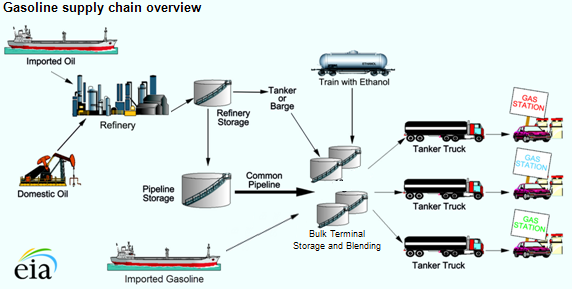 Gasoline supply chain overview
Imported Oil
Refinery
Domestic Oil
Refinery
Storage
Tanker
or
Barge
ETHANOL
Train with Ethanol
Pipeline
Storage
Common
Pipeline
Bulk Terminal
Storage and Blending
Imported Gasoline
Tanker Truck
GAS
STATION
Tanker Truck
GAS
STATION
Tanker Truck
GAS
STATION
eia